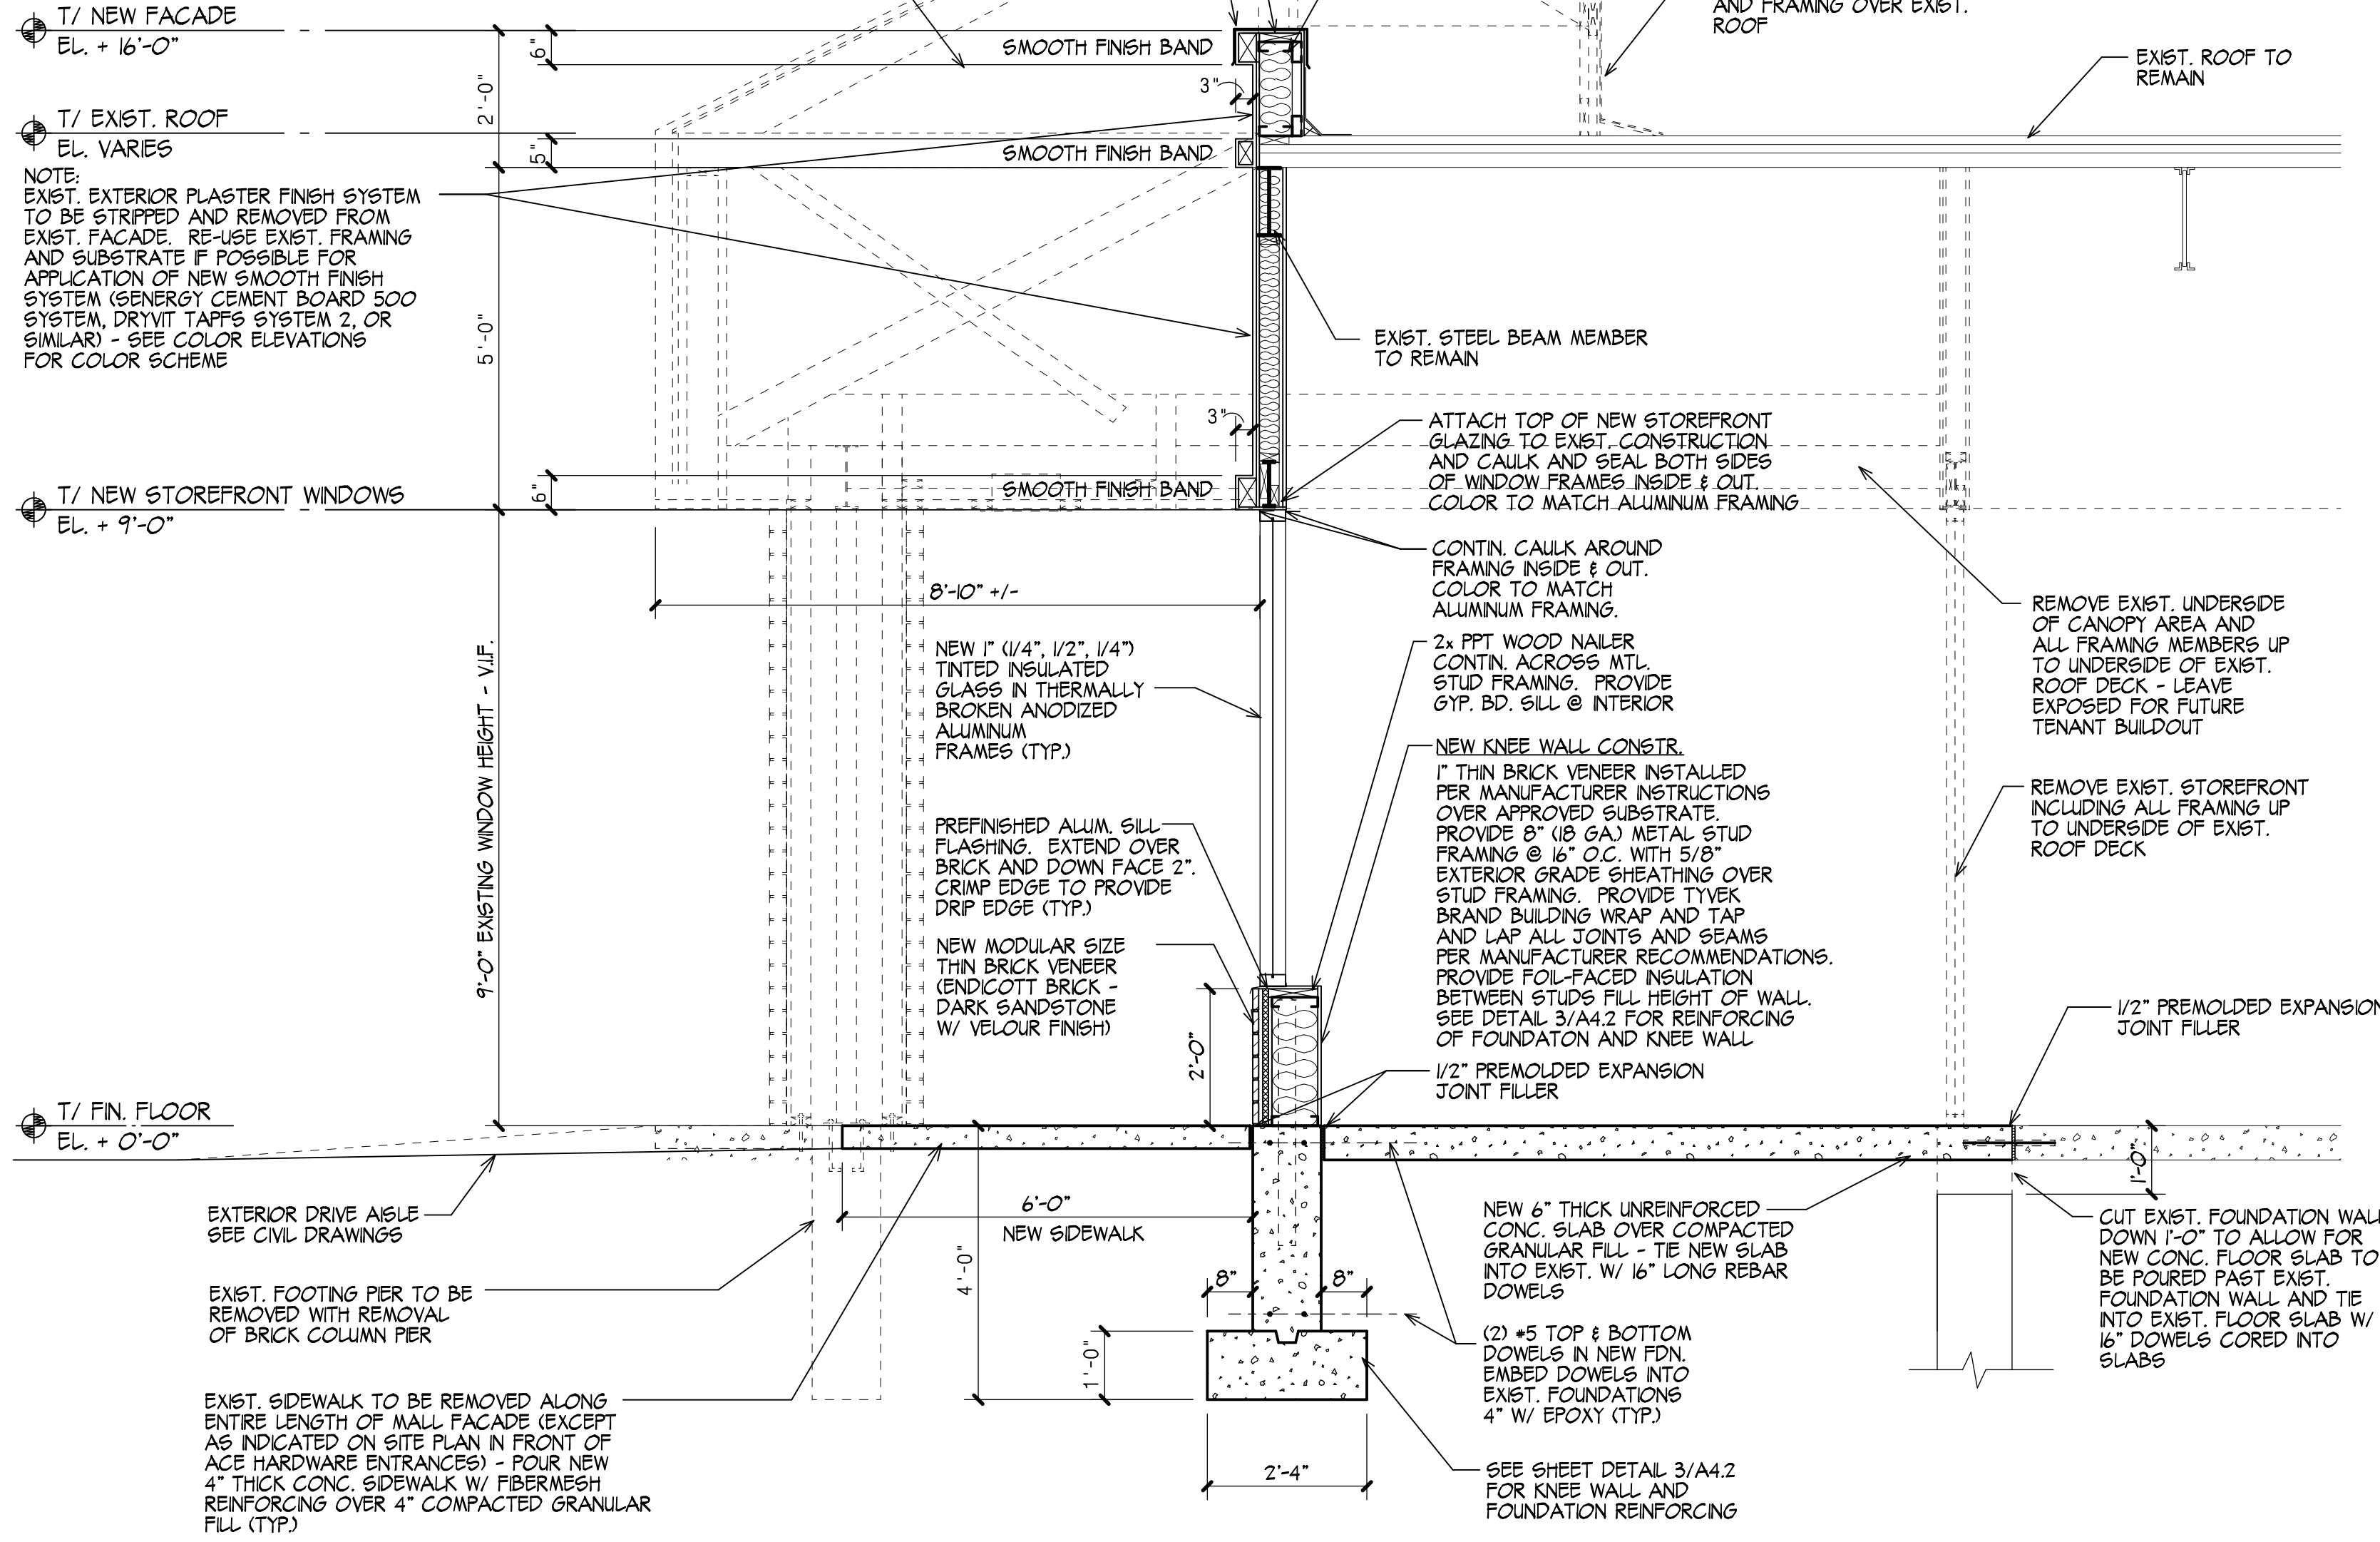 T/ NEW FACADE
EL. + 16'-0"
6"
SMOOTH FINISH BAND
AND FRAMING OVER EXIST.
ROOF
EXIST. ROOF TO
REMAIN
2'-0"
3"
T/ EXIST. ROOF
EL. VARIES
5"
SMOOTH FINISH BAND
NOTE:
EXIST. EXTERIOR PLASTER FINISH SYSTEM
TO BE STRIPPED AND REMOVED FROM
EXIST. FACADE. RE-USE EXIST. FRAMING
AND SUBSTRATE IF POSSIBLE FOR
APPLICATION OF NEW SMOOTH FINISH
SYSTEM (SENERGY CEMENT BOARD 500
SYSTEM, DRYVIT TAPFS SYSTEM 2, OR
SIMILAR) - SEE COLOR ELEVATIONS
FOR COLOR SCHEME
5'-0"
EXIST. STEEL BEAM MEMBER
TO REMAIN
3"
ATTACH TOP OF NEW STOREFRONT
GLAZING TO EXIST. CONSTRUCTION
AND CAULK AND SEAL BOTH SIDES
OF WINDOW FRAMES INSIDE & OUT.
COLOR TO MATCH ALUMINUM FRAMING
T/ NEW STOREFRONT WINDOWS
EL. + 9'-0"
6"
SMOOTH FINISH BAND
CONTIN. CAULK AROUND
FRAMING INSIDE & OUT.
COLOR TO MATCH
ALUMINUM FRAMING.
8'-10" +/-
REMOVE EXIST. UNDERSIDE
OF CANOPY AREA AND
ALL FRAMING MEMBERS UP
TO UNDERSIDE OF EXIST.
ROOF DECK - LEAVE
EXPOSED FOR FUTURE
TENANT BUILDOUT
9'-0" EXISTING WINDOW HEIGHT - V.I.F.
NEW 1" (1/4", 1/2", 1/4")
TINTED INSULATED
GLASS IN THERMALLY
BROKEN ANODIZED
ALUMINUM
FRAMES (TYP.)
2x PPT WOOD NAILER
CONTIN. ACROSS MTL.
STUD FRAMING. PROVIDE
GYP. BD. SILL @ INTERIOR
NEW KNEE WALL CONSTR.
1" THIN BRICK VENEER INSTALLED
PER MANUFACTURER INSTRUCTIONS
OVER APPROVED SUBSTRATE.
PROVIDE 8" (18 GA.) METAL STUD
FRAMING @ 16" O.C. WITH 5/8"
EXTERIOR GRADE SHEATHING OVER
STUD FRAMING. PROVIDE TYVEK
BRAND BUILDING WRAP AND TAP
AND LAP ALL JOINTS AND SEAMS
PER MANUFACTURER RECOMMENDATIONS.
PROVIDE FOIL-FACED INSULATION
BETWEEN STUDS FILL HEIGHT OF WALL.
SEE DETAIL 3/A4.2 FOR REINFORCING
OF FOUNDATON AND KNEE WALL
REMOVE EXIST. STOREFRONT
INCLUDING ALL FRAMING UP
TO UNDERSIDE OF EXIST.
ROOF DECK
PREFINISHED ALUM. SILL
FLASHING. EXTEND OVER
BRICK AND DOWN FACE 2".
CRIMP EDGE TO PROVIDE
DRIP EDGE (TYP.)
NEW MODULAR SIZE
THIN BRICK VENEER
(ENDICOTT BRICK -
DARK SANDSTONE
W/ VELOUR FINISH)
2'-0"
1/2" PREMOLDED EXPANSION
JOINT FILLER
1/2" PREMOLDED EXPANSION
JOINT FILLER
T/ FIN. FLOOR
EL. + 0'-0"
1'-0"
EXTERIOR DRIVE AISLE
SEE CIVIL DRAWINGS
6'-0"
NEW SIDEWALK
4'-0"
NEW 6" THICK UNREINFORCED
CONC. SLAB OVER COMPACTED
GRANULAR FILL - TIE NEW SLAB
INTO EXIST. W/ 16" LONG REBAR
DOWELS
CUT EXIST. FOUNDATION WALL
DOWN 1'-0" TO ALLOW FOR
NEW CONC. FLOOR SLAB TO
BE POURED PAST EXIST.
FOUNDATION WALL AND TIE
INTO EXIST. FLOOR SLAB W/
16" DOWELS CORED INTO
SLABS
EXIST. FOOTING PIER TO BE
REMOVED WITH REMOVAL
OF BRICK COLUMN PIER
8"
8"
(2) #5 TOP & BOTTOM
DOWELS IN NEW FDN.
EMBED DOWELS INTO
EXIST. FOUNDATIONS
4" W/ EPOXY (TYP.)
1'-0"
EXIST. SIDEWALK TO BE REMOVED ALONG
ENTIRE LENGTH OF MALL FACADE (EXCEPT
AS INDICATED ON SITE PLAN IN FRONT OF
ACE HARDWARE ENTRANCES) - POUR NEW
4" THICK CONC. SIDEWALK W/ FIBERMESH
REINFORCING OVER 4" COMPACTED GRANULAR
FILL (TYP.)
2'-4"
SEE SHEET DETAIL 3/A4.2
FOR KNEE WALL AND
FOUNDATION REINFORCING